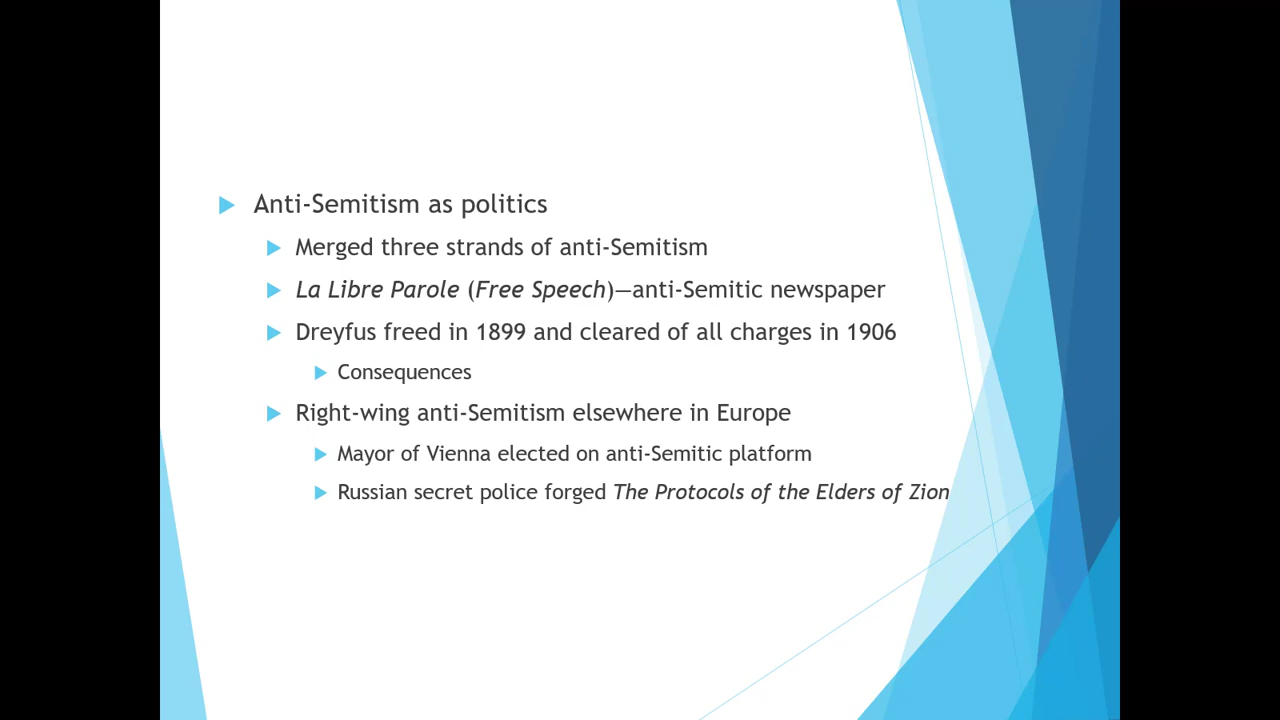 Anti-Semitism as politics
Merged three strands of anti-Semitism
La Libre Parole (Free Speech)—anti-Semitic newspaper
Dreyfus freed in 1899 and cleared of all charges in 1906
Consequences
Right-wing anti-Semitism elsewhere in Europe
Mayor of Vienna elected on anti-Semitic platform
Russian secret police forged The Protocols of the Elders of Zion